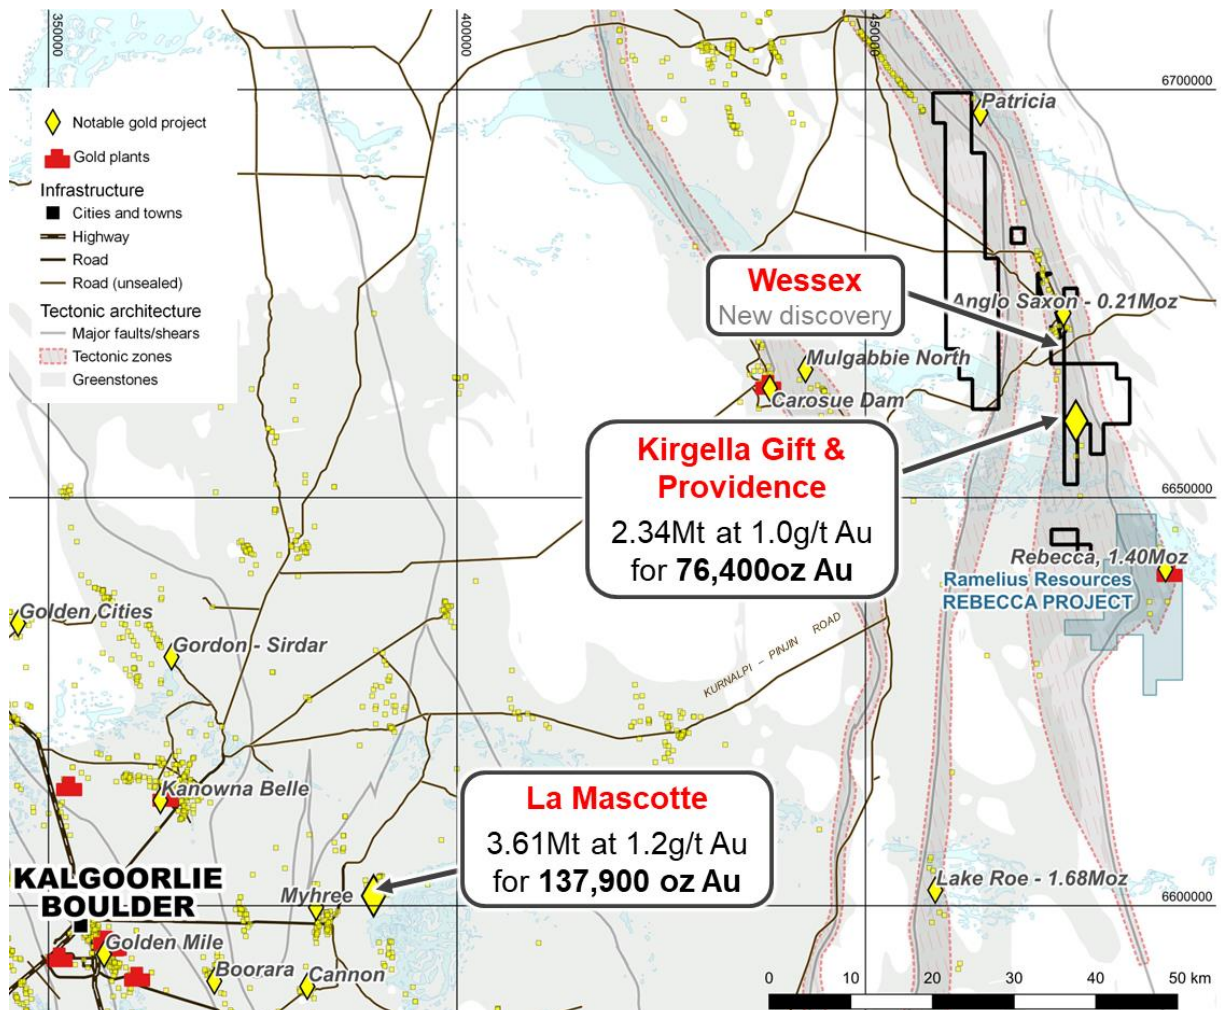 350000
400000
450000
6700000
Patricia
Notable gold project
Gold plants
Infrastructure
Cities and towns
Highway
Road
Road (unsealed)
Tectonic architecture
Major faults/shears
Tectonic zones
Greenstones
Wessex
New discovery
Anglo Saxon - 0.21Moz
Mulgabbie North
Carosue Dam
Kirgella Gift &
Providence
2.34Mt at 1.0g/t Au
for 76,400oz Au
6650000
Rebecca, 1.40Moz
Ramelius Resources
REBECCA PROJECT
Golden Cities
Gordon - Sirdar
KURNALPI – PINJIN ROAD
Kanowna Belle
La Mascotte
3.61Mt at 1.2g/t Au
for 137,900 oz Au
KALGOORLIE
BOULDER
Myhree
Lake Roe - 1.68Moz
6600000
Golden Mile
Boorara
Cannon
0 10 20 30 40 50 km